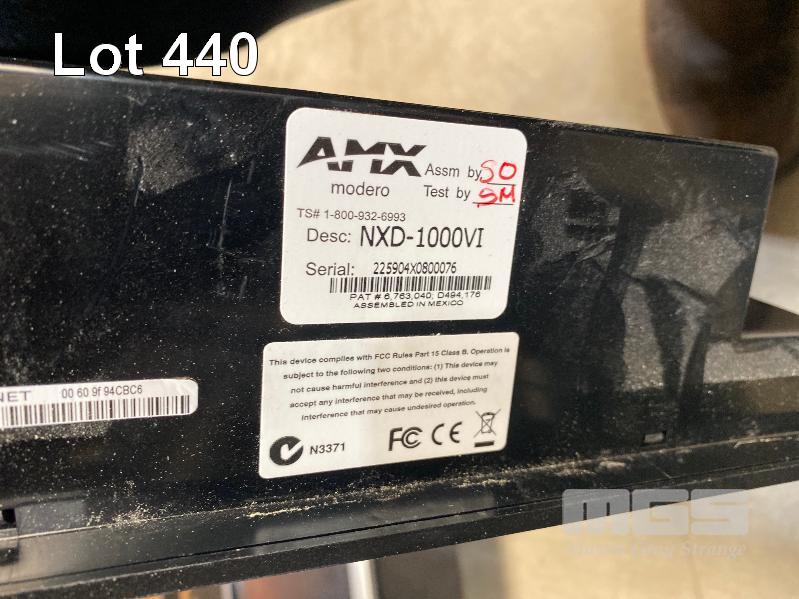 Lot 440
AMX
modero
Assm by SO
Test by SM
TS# 1-800-932-6993
Desc: NXD-1000VI
Serial: 225904X0800076
PAT # 6,763,040; D494,176
ASSEMBLED IN MEXICO
This device complies with FCC Rules Part 15 Class B. Operation is
subject to the following two conditions: (1) This device may
not cause harmful interference and (2) this device must
accept any interference that may be received, including
interference that may cause undesired operation.
N3371 FC CE
NET 00 60 9f 94CBC6
MGS
Gray Strange